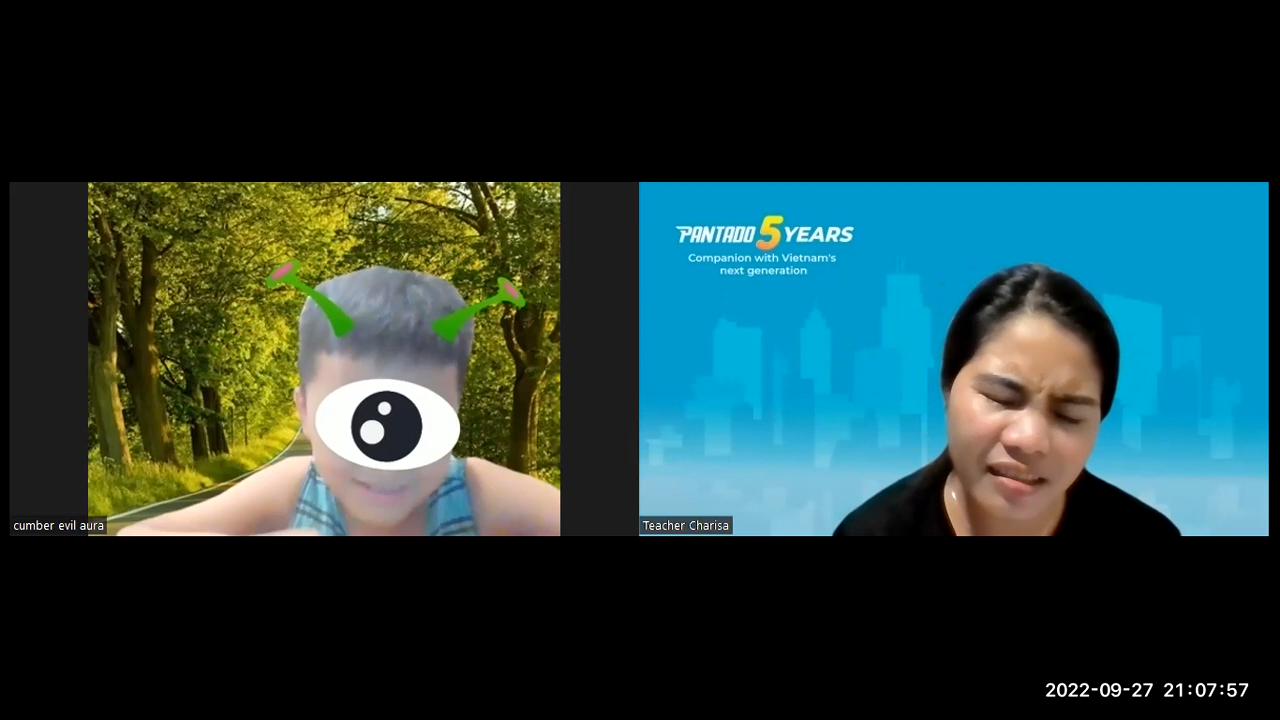 PANTADO 5 YEARS
Companion with Vietnam's
next generation
cumber evil aura
Teacher Charisa
2022-09-27 21:07:57